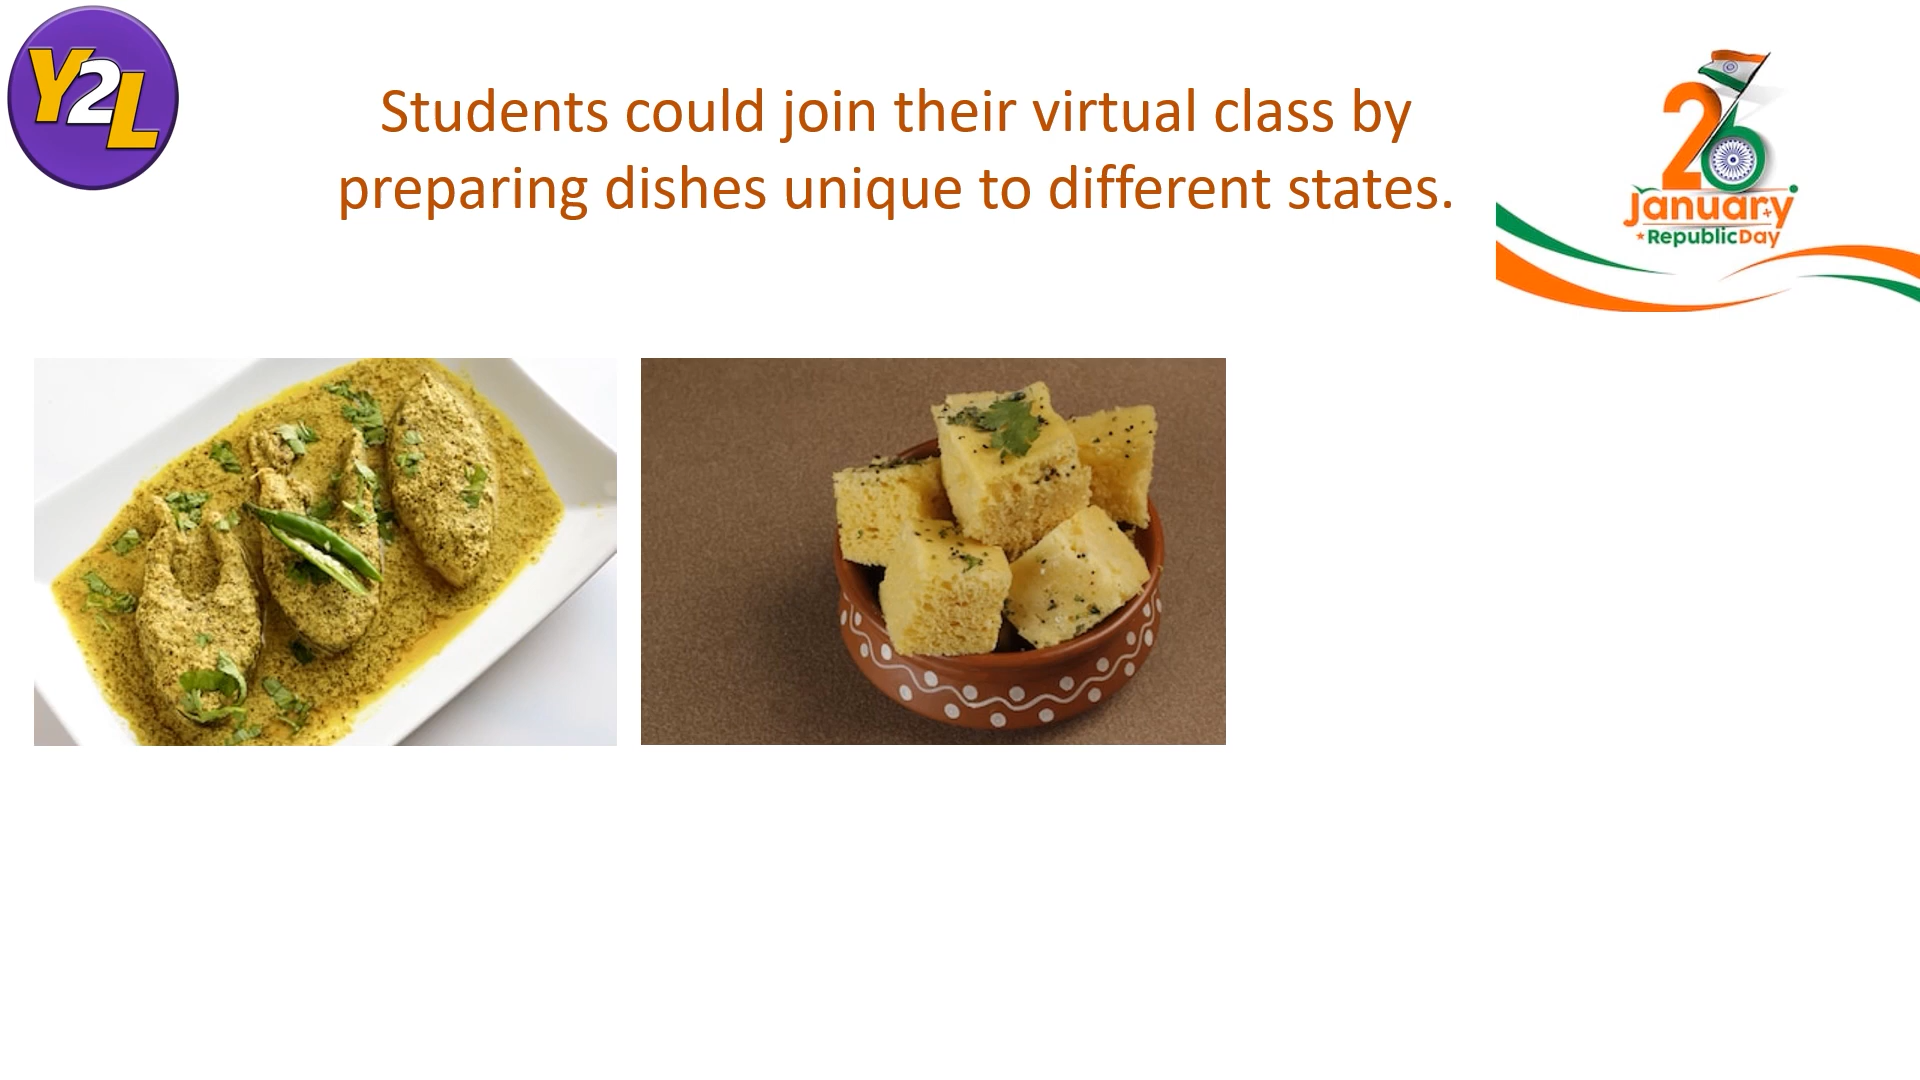 Y2L
Students could join their virtual class by
preparing dishes unique to different states.
26
January
RepublicDay